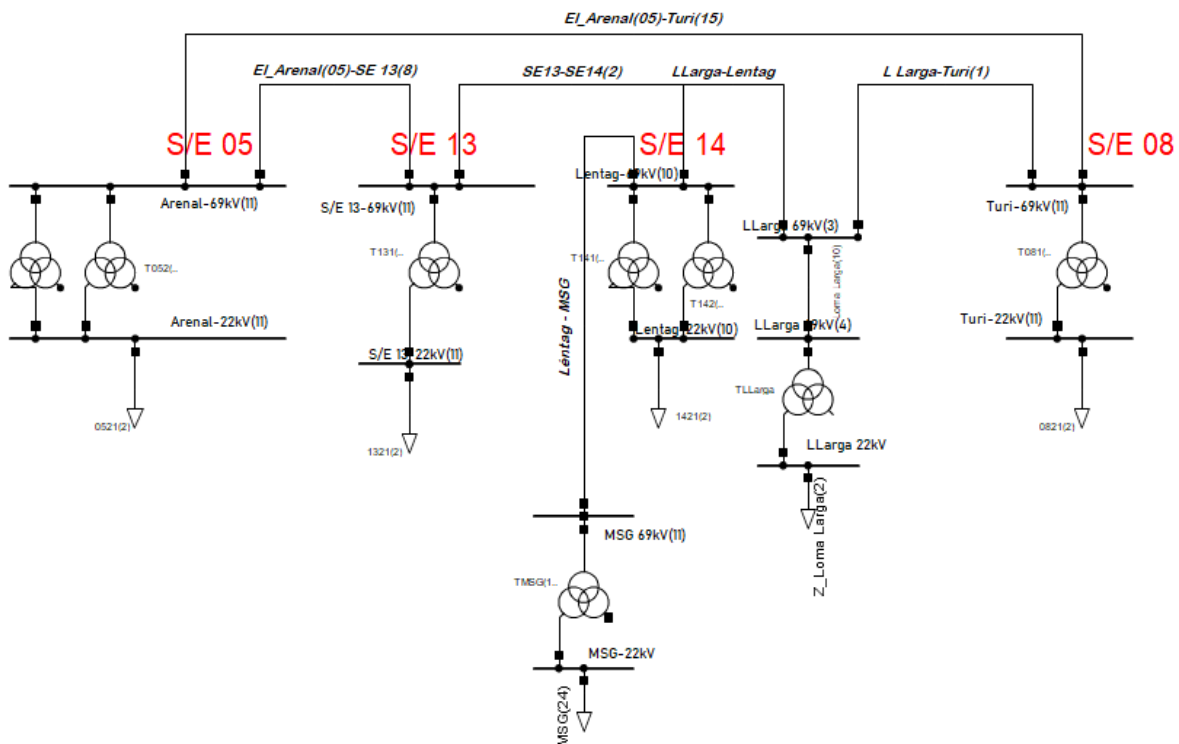 El_Arenal(05)-Turi(15)
El_Arenal(05)-SE 13(8)
SE13-SE14(2)
LLarga-Lentag
L Larga-Turi(1)
S/E 05
S/E 13
S/E 14
S/E 08
Arenal-69kV(11)
S/E 13-69kV(11)
Lentag-69kV(10)
LLarga 69kV(3)
Turi-69kV(11)
T052(..
T131(..
T141(..
T142(..
Loma Larga(10)
T081(..
Arenal-22kV(11)
S/E 13-22kV(11)
Lentag-22kV(10)
LLarga 69kV(4)
Turi-22kV(11)
Léntag - MSG
TLLarga
0521(2)
1321(2)
1421(2)
0821(2)
LLarga 22kV
Z_Loma Larga(2)
MSG 69kV(11)
TMSG(1..
MSG-22kV
MSG(24)